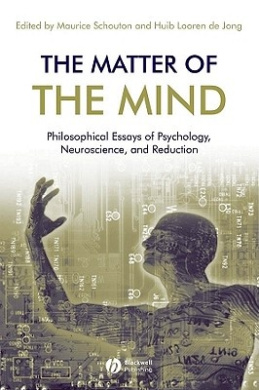 Edited by Maurice Schouton and Huib Looren de Jong
THE MATTER OF
THE MIND
Philosophical Essays of Psychology,
Neuroscience, and Reduction
Blackwell
Publishing